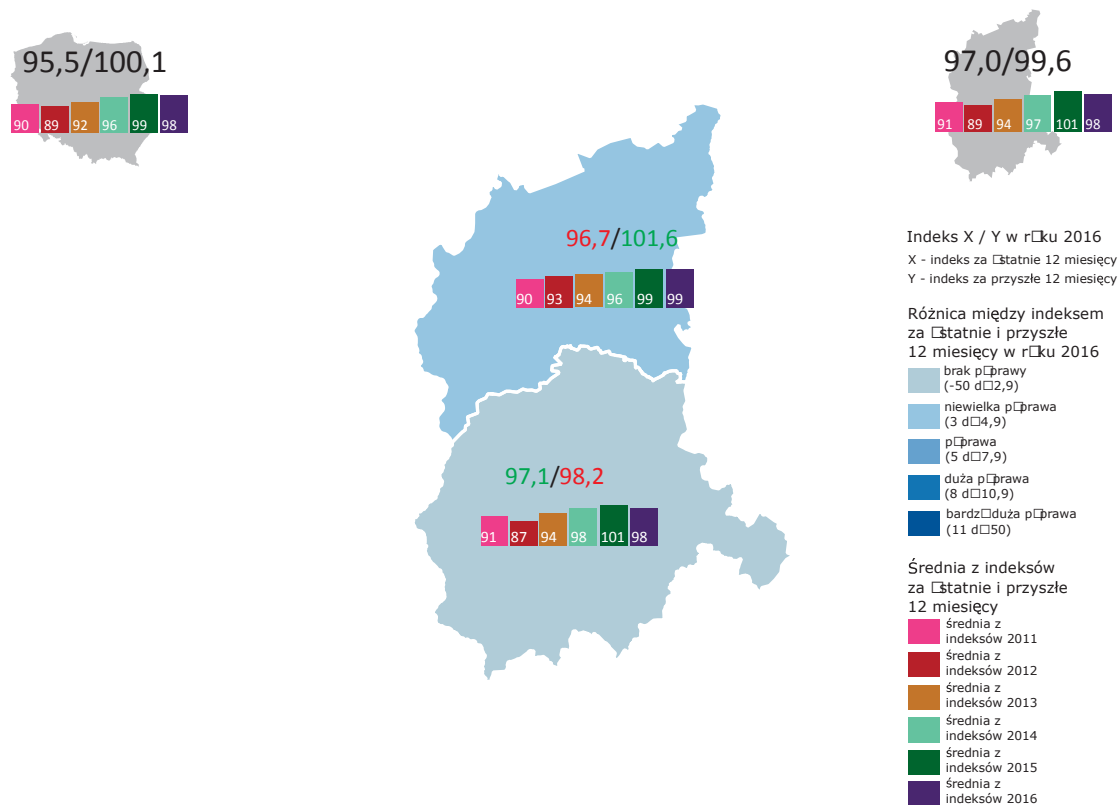 95,5/100,1
90 89 92 96 99 98
97,0/99,6
91 89 94 97 101 98
96,7/101,6
90 93 94 96 99 99
97,1/98,2
91 87 94 98 101 98
Indeks X / Y w r□ku 2016
X - indeks za □statnie 12 miesięcy
Y - indeks za przyszłe 12 miesięcy
Różnica między indeksem
za □statnie i przyszłe
12 miesięcy w r□ku 2016
brak p□prawy
(-50 d□2,9)
niewielka p□prawa
(3 d□4,9)
p□prawa
(5 d□7,9)
duża p□prawa
(8 d□10,9)
bardz□duża p□prawa
(11 d□50)
Średnia z indeksów
za □statnie i przyszłe
12 miesięcy
średnia z
indeksów 2011
średnia z
indeksów 2012
średnia z
indeksów 2013
średnia z
indeksów 2014
średnia z
indeksów 2015
średnia z
indeksów 2016